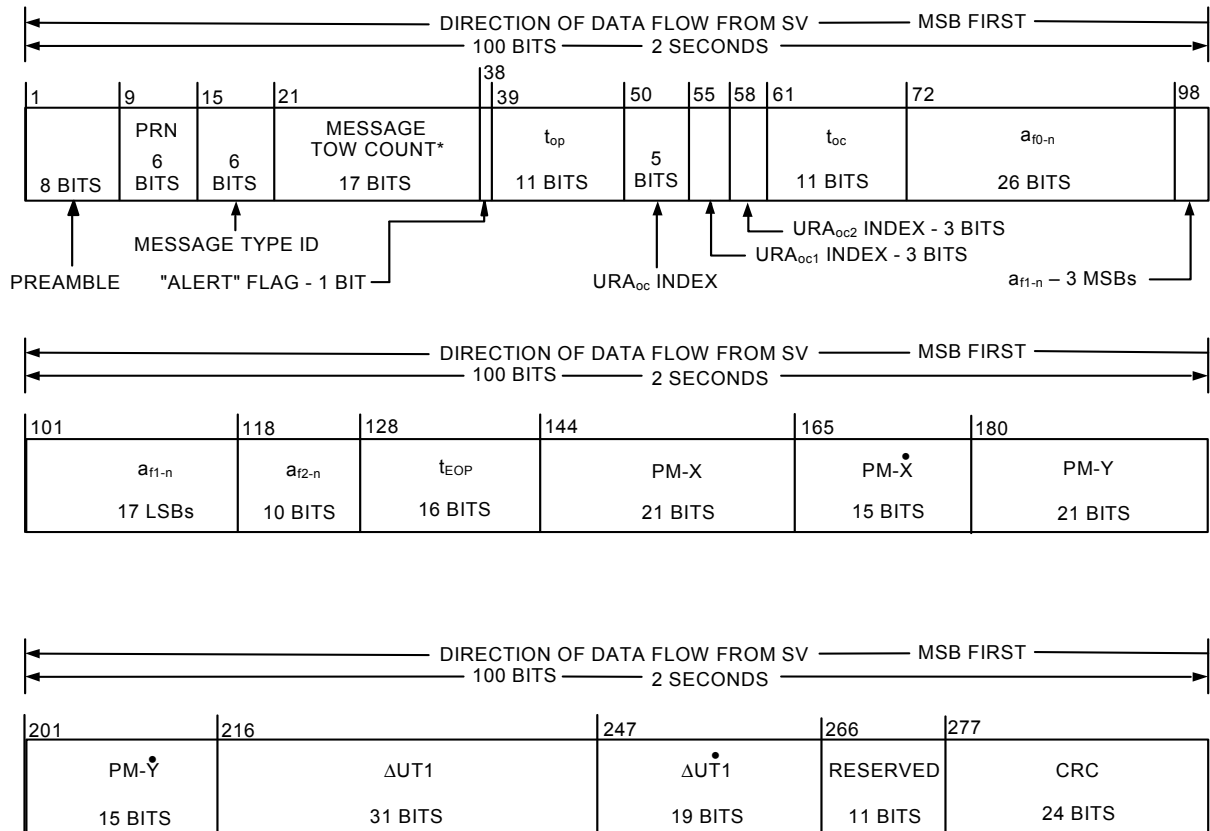 DIRECTION OF DATA FLOW FROM SV MSB FIRST
100 BITS 2 SECONDS
1 9 15 21 38 39 50 55 58 61 72 98
PRN MESSAGE TOW COUNT* t_op t_oc a_f0-n
8 BITS 6 BITS 6 BITS 17 BITS 11 BITS 5 BITS 11 BITS 26 BITS
MESSAGE TYPE ID
URA_oc2 INDEX - 3 BITS
URA_oc1 INDEX - 3 BITS
PREAMBLE "ALERT" FLAG - 1 BIT URA_oc INDEX a_f1-n – 3 MSBs
DIRECTION OF DATA FLOW FROM SV MSB FIRST
100 BITS 2 SECONDS
101 118 128 144 165 180
a_f1-n a_f2-n t_EOP PM-X PM-Ẋ PM-Y
17 LSBs 10 BITS 16 BITS 21 BITS 15 BITS 21 BITS
DIRECTION OF DATA FLOW FROM SV MSB FIRST
100 BITS 2 SECONDS
201 216 247 266 277
PM-Ẏ ΔUT1 ΔUṪ1 RESERVED CRC
15 BITS 31 BITS 19 BITS 11 BITS 24 BITS